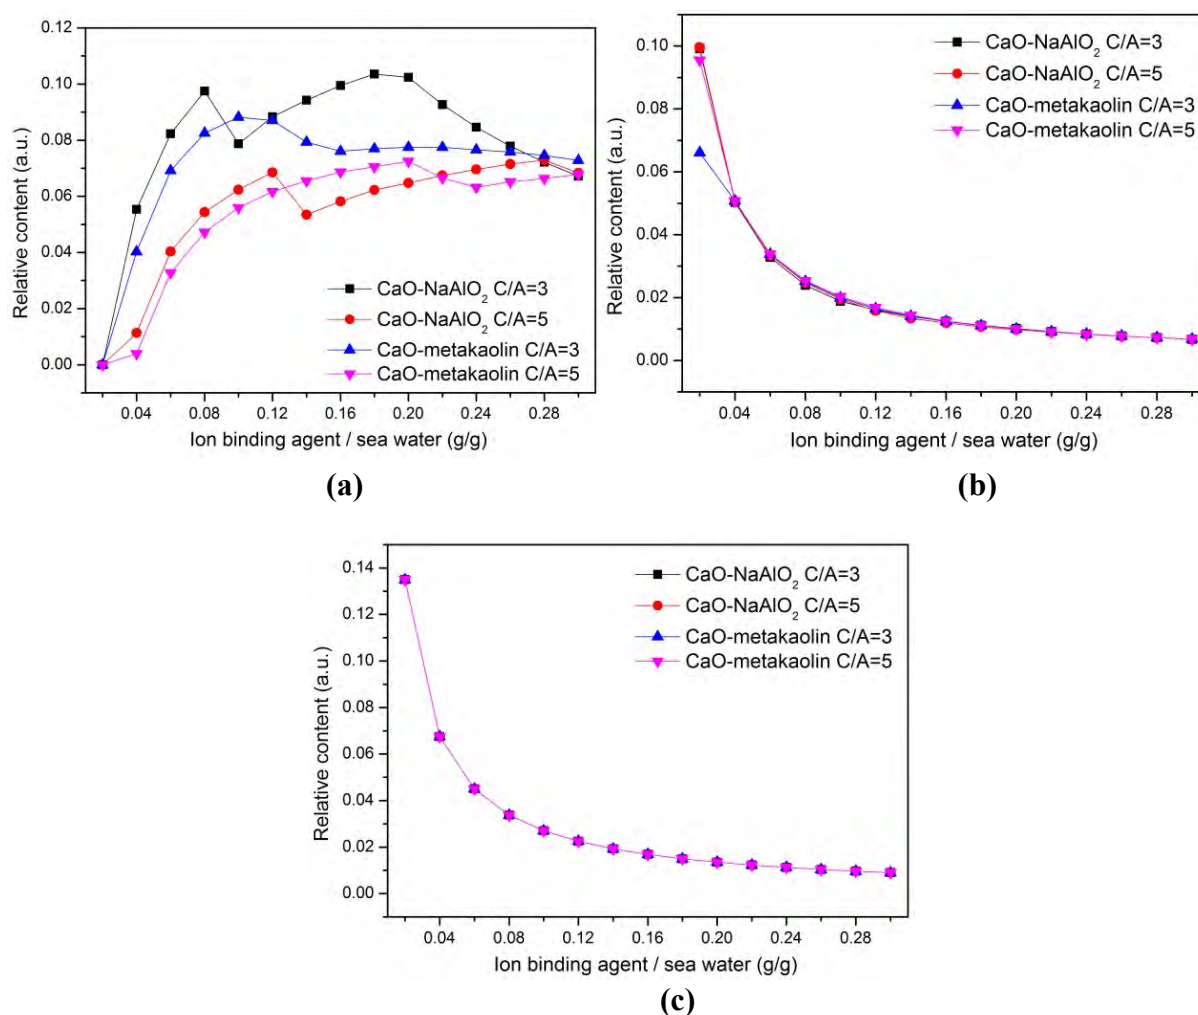 0.12
0.10
0.08
0.06
0.04
0.02
0.00
Relative content (a.u.)
CaO-NaAlO₂ C/A=3
CaO-NaAlO₂ C/A=5
CaO-metakaolin C/A=3
CaO-metakaolin C/A=5
0.04 0.08 0.12 0.16 0.20 0.24 0.28
Ion binding agent / sea water (g/g)
(a)
0.10
0.08
0.06
0.04
0.02
0.00
Relative content (a.u.)
CaO-NaAlO₂ C/A=3
CaO-NaAlO₂ C/A=5
CaO-metakaolin C/A=3
CaO-metakaolin C/A=5
0.04 0.08 0.12 0.16 0.20 0.24 0.28
Ion binding agent / sea water (g/g)
(b)
0.14
0.12
0.10
0.08
0.06
0.04
0.02
0.00
Relative content (a.u.)
CaO-NaAlO₂ C/A=3
CaO-NaAlO₂ C/A=5
CaO-metakaolin C/A=3
CaO-metakaolin C/A=5
0.04 0.08 0.12 0.16 0.20 0.24 0.28
Ion binding agent / sea water (g/g)
(c)